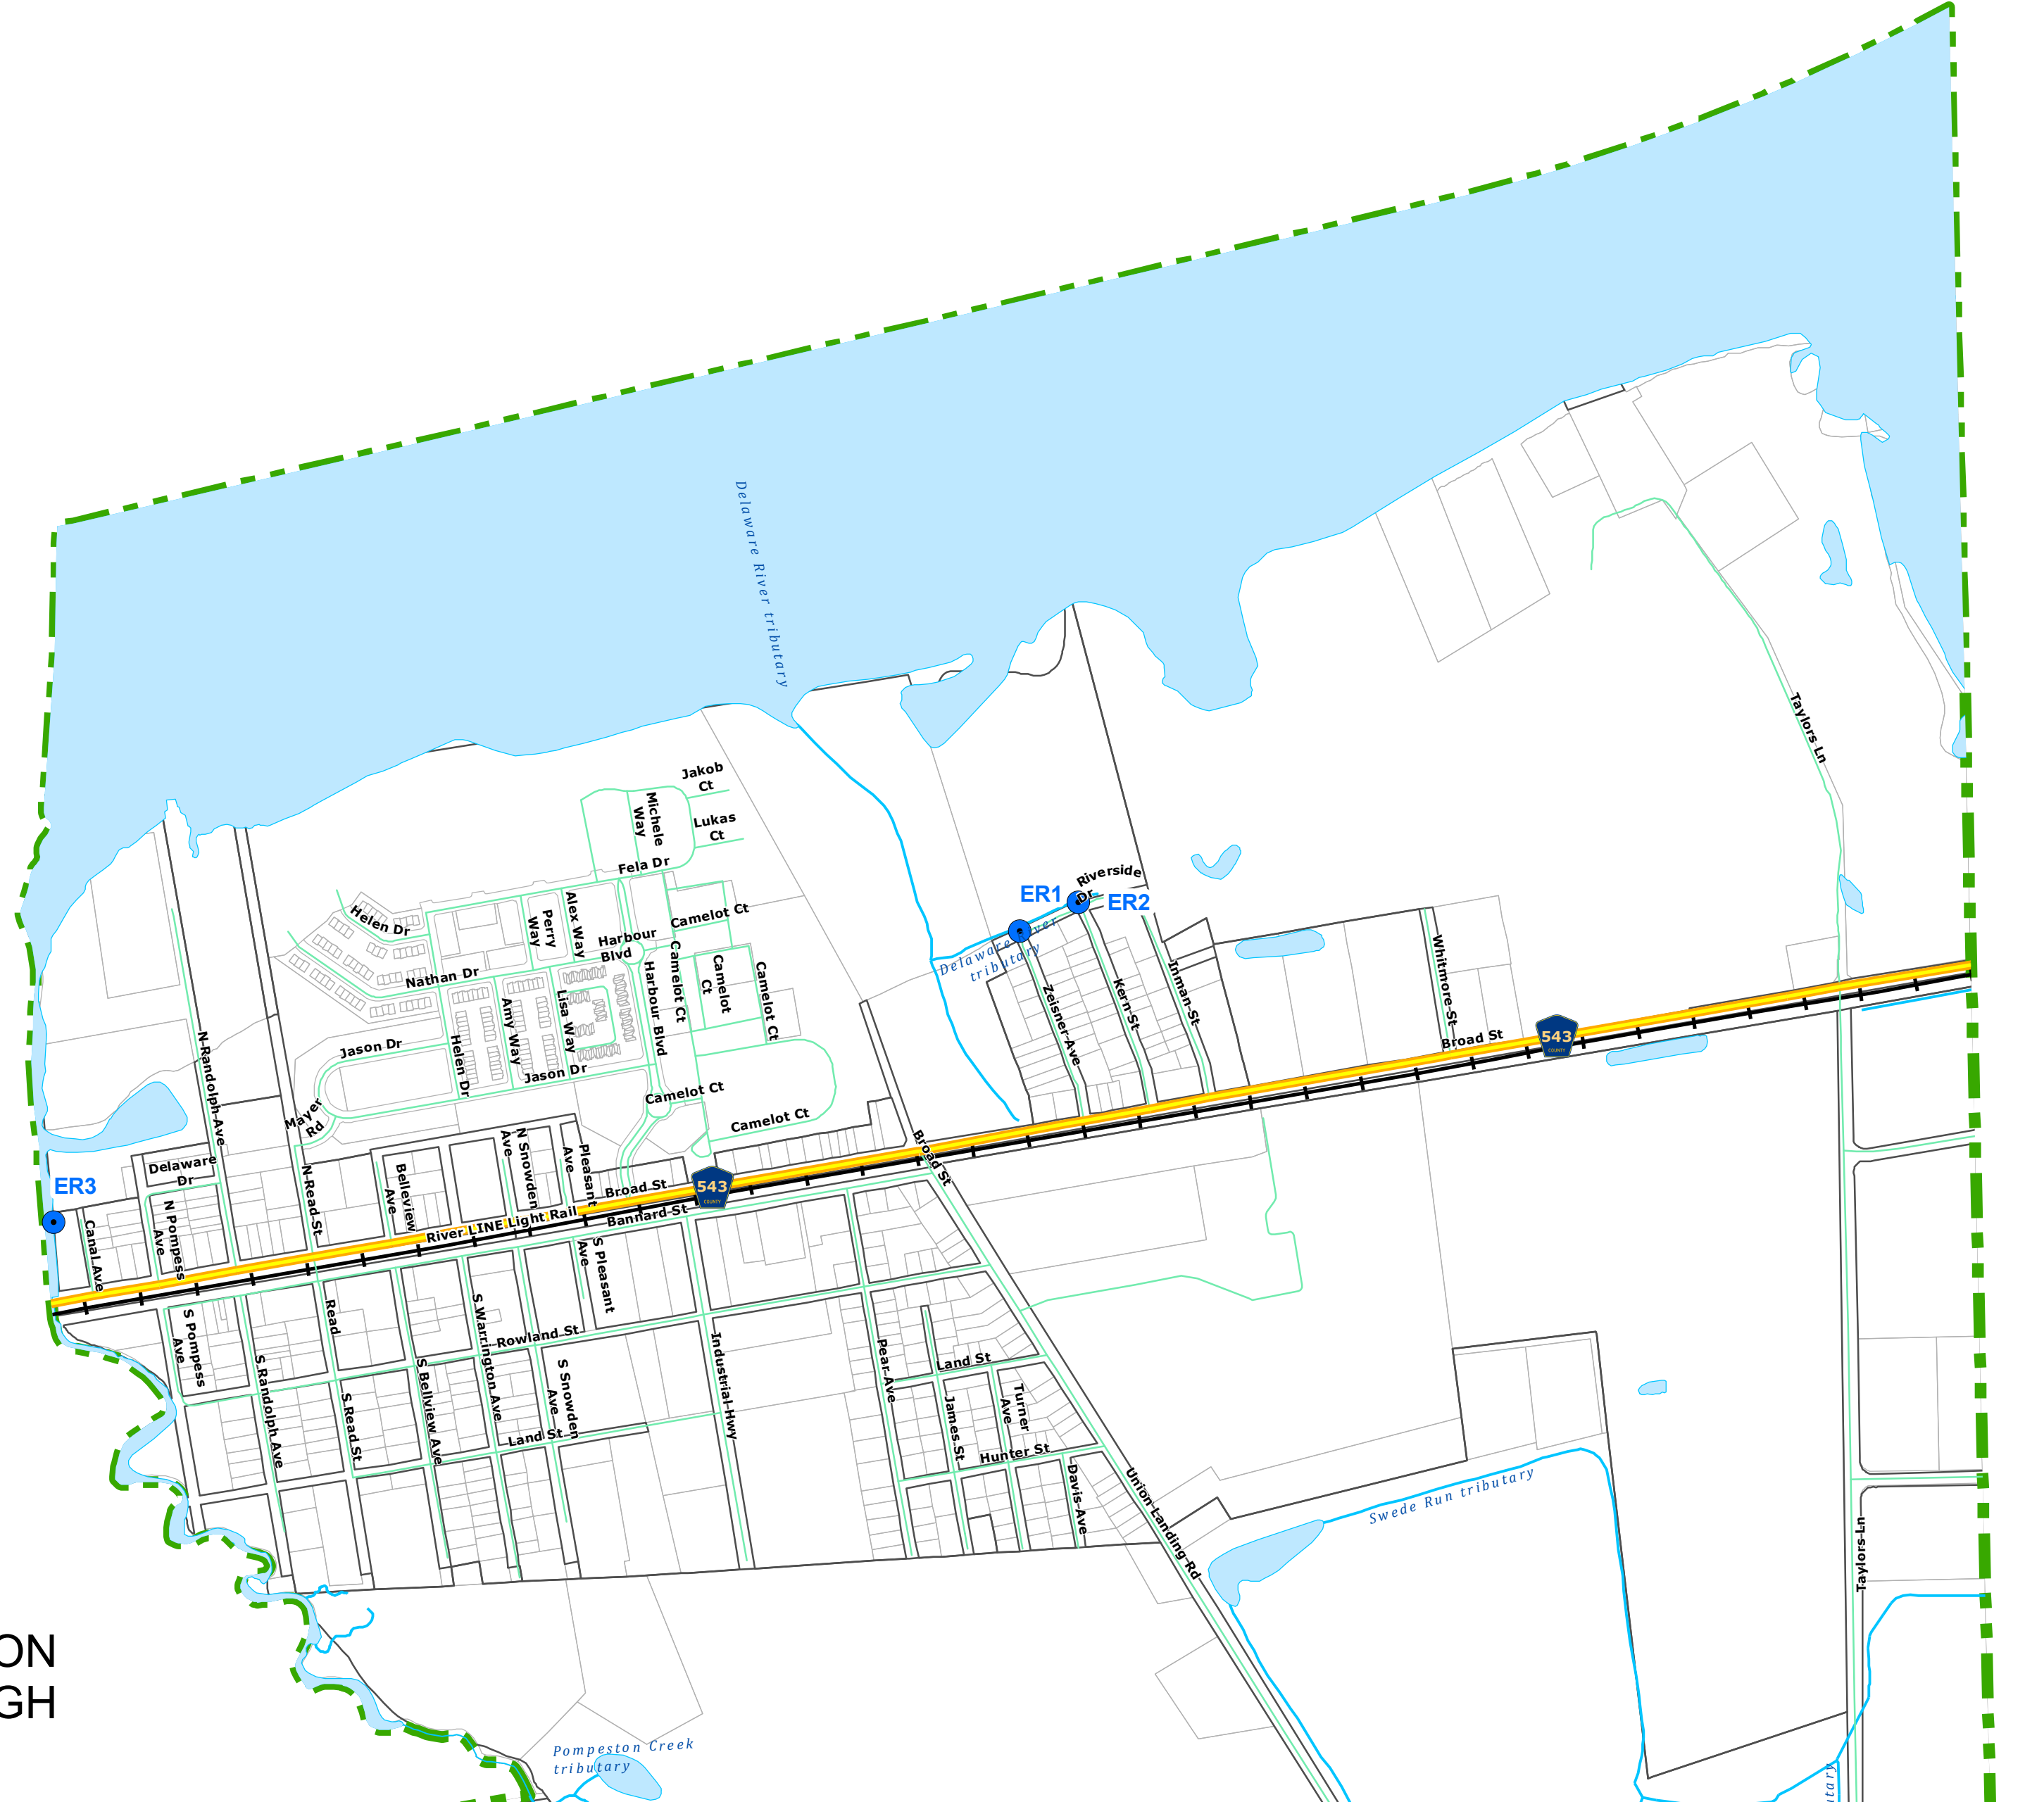 Delaware River tributary
Taylors Ln
Jakob
Ct
Michele
Way
Lukas
Ct
Fela Dr
Riverside
Dr
ER1
ER2
Helen Dr
Alex Way
Perry
Way
Camelot Ct
Harbour
Blvd
Delaware River
tributary
Nathan Dr
Camelot Ct
Camelot
Ct
Camelot Ct
Harbour Blvd
Lisa Way
Amy Way
Helen Dr
Zeisner Ave
Kern St
Inman St
Whitmore St
Broad St
543
COUNTY
N Randolph Ave
Jason Dr
Jason Dr
Camelot Ct
Camelot Ct
Mayer
Rd
Delaware
Dr
ER3
Canal Ave
N Pompess
Ave
N Read St
Belleview
Ave
N Snowden
Ave
Pleasant
Ave
Broad St
543
COUNTY
Broad St
River LINE Light Rail
Bannard St
S Pleasant
Ave
S Pompess
Ave
Read
S Warrington Ave
Rowland St
Industrial Hwy
Pear Ave
Land St
S Randolph Ave
S Read St
S Bellview Ave
S Snowden
Ave
Land St
James St
Turner
Ave
Hunter St
Davis Ave
Union Landing Rd
Swede Run tributary
Taylors Ln
ON
GH
Pompeston Creek
tributary
utary